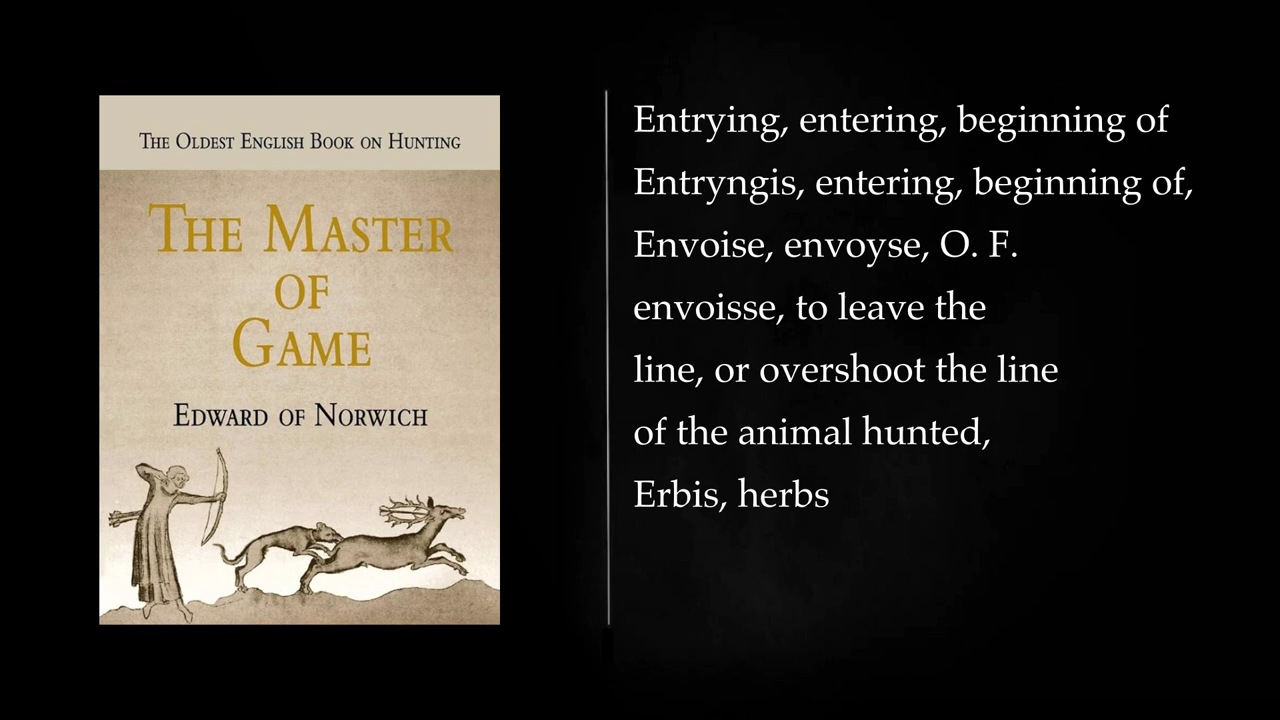 The Oldest English Book on Hunting
The Master
of
Game
Edward of Norwich
Entrying, entering, beginning of
Entryngis, entering, beginning of,
Envoise, envoyse, O. F.
envoisse, to leave the
line, or overshoot the line
of the animal hunted,
Erbis, herbs